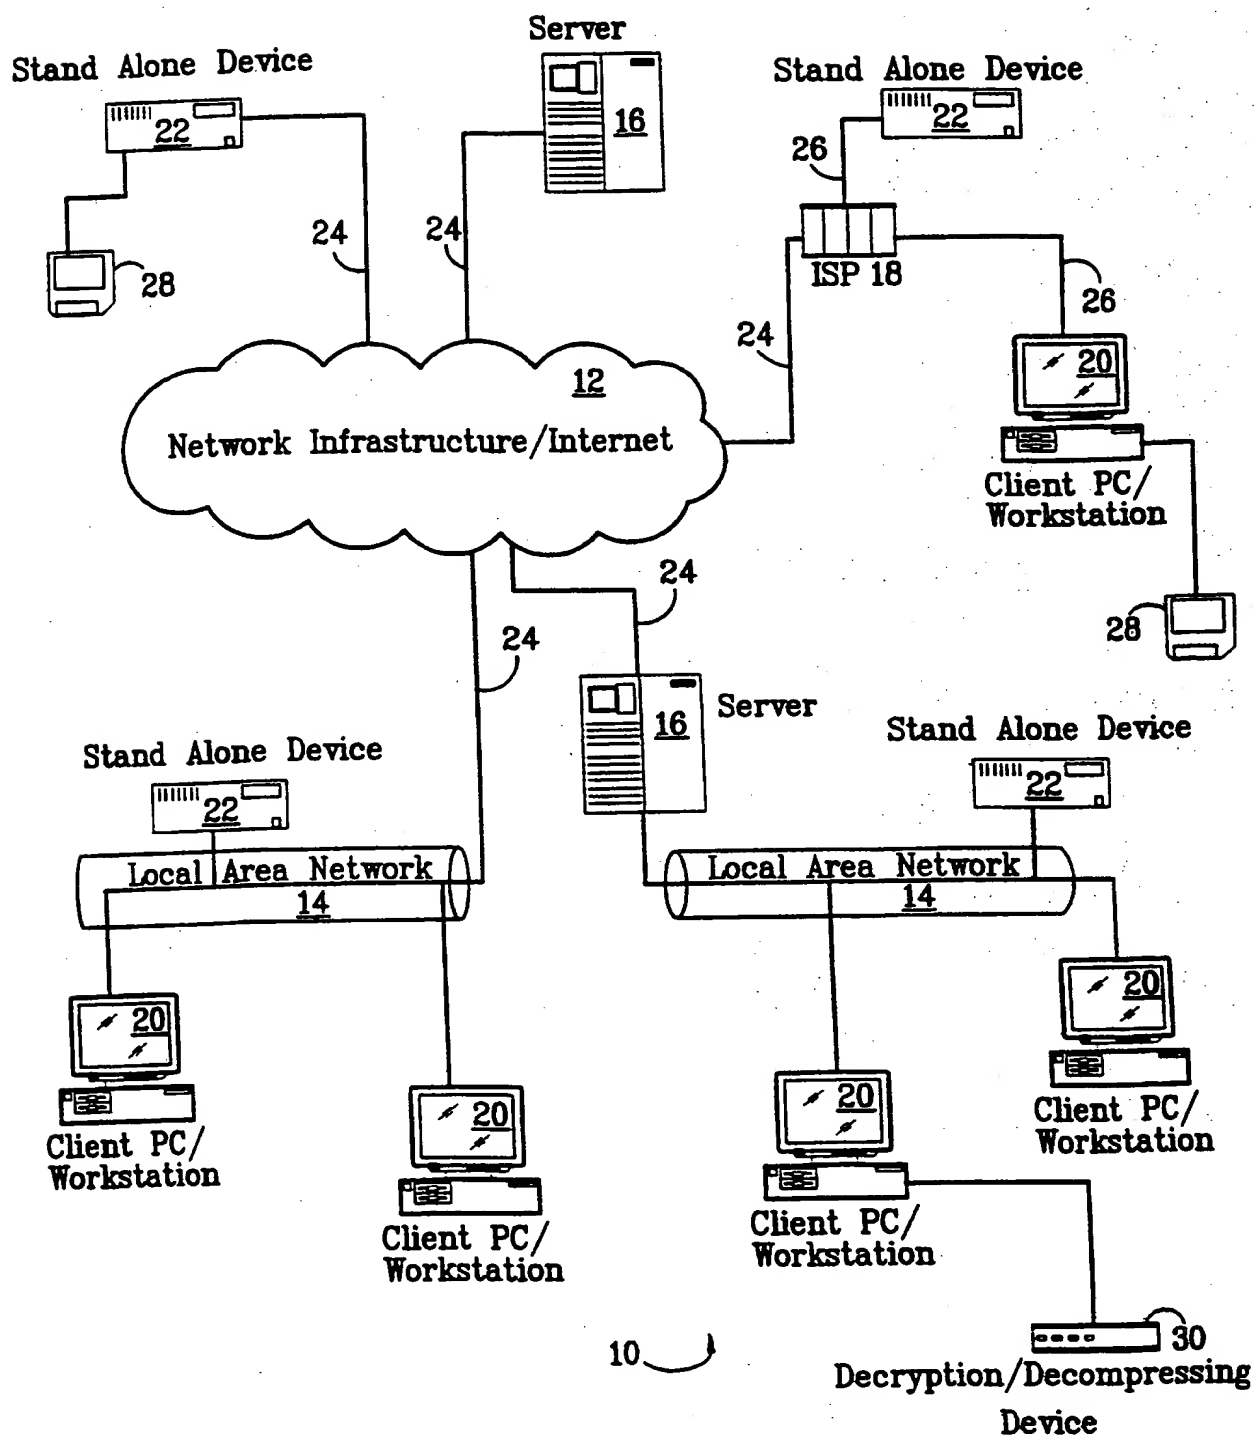 Server
Stand Alone Device
Stand Alone Device
22
16
22
26
24
24
28
ISP 18
26
24
20
12
Network Infrastructure/Internet
Client PC/
Workstation
24
28
24
16
Server
Stand Alone Device
Stand Alone Device
22
22
Local Area Network
14
Local Area Network
14
20
20
20
20
Client PC/
Workstation
Client PC/
Workstation
Client PC/
Workstation
Client PC/
Workstation
10
30
Decryption/Decompressing
Device